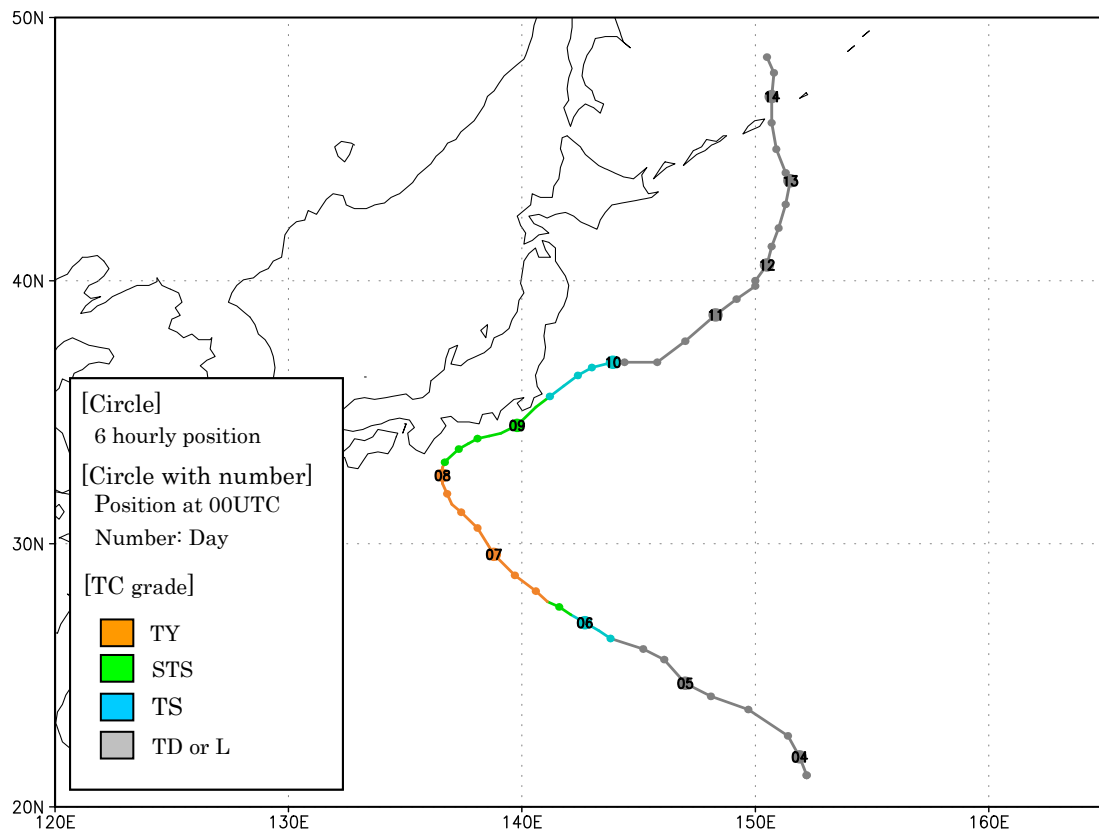 50N
40N
30N
20N
120E
130E
140E
150E
160E
14
13
12
11
10
09
08
07
06
05
04
[Circle]
6 hourly position
[Circle with number]
Position at 00UTC
Number: Day
[TC grade]
TY
STS
TS
TD or L